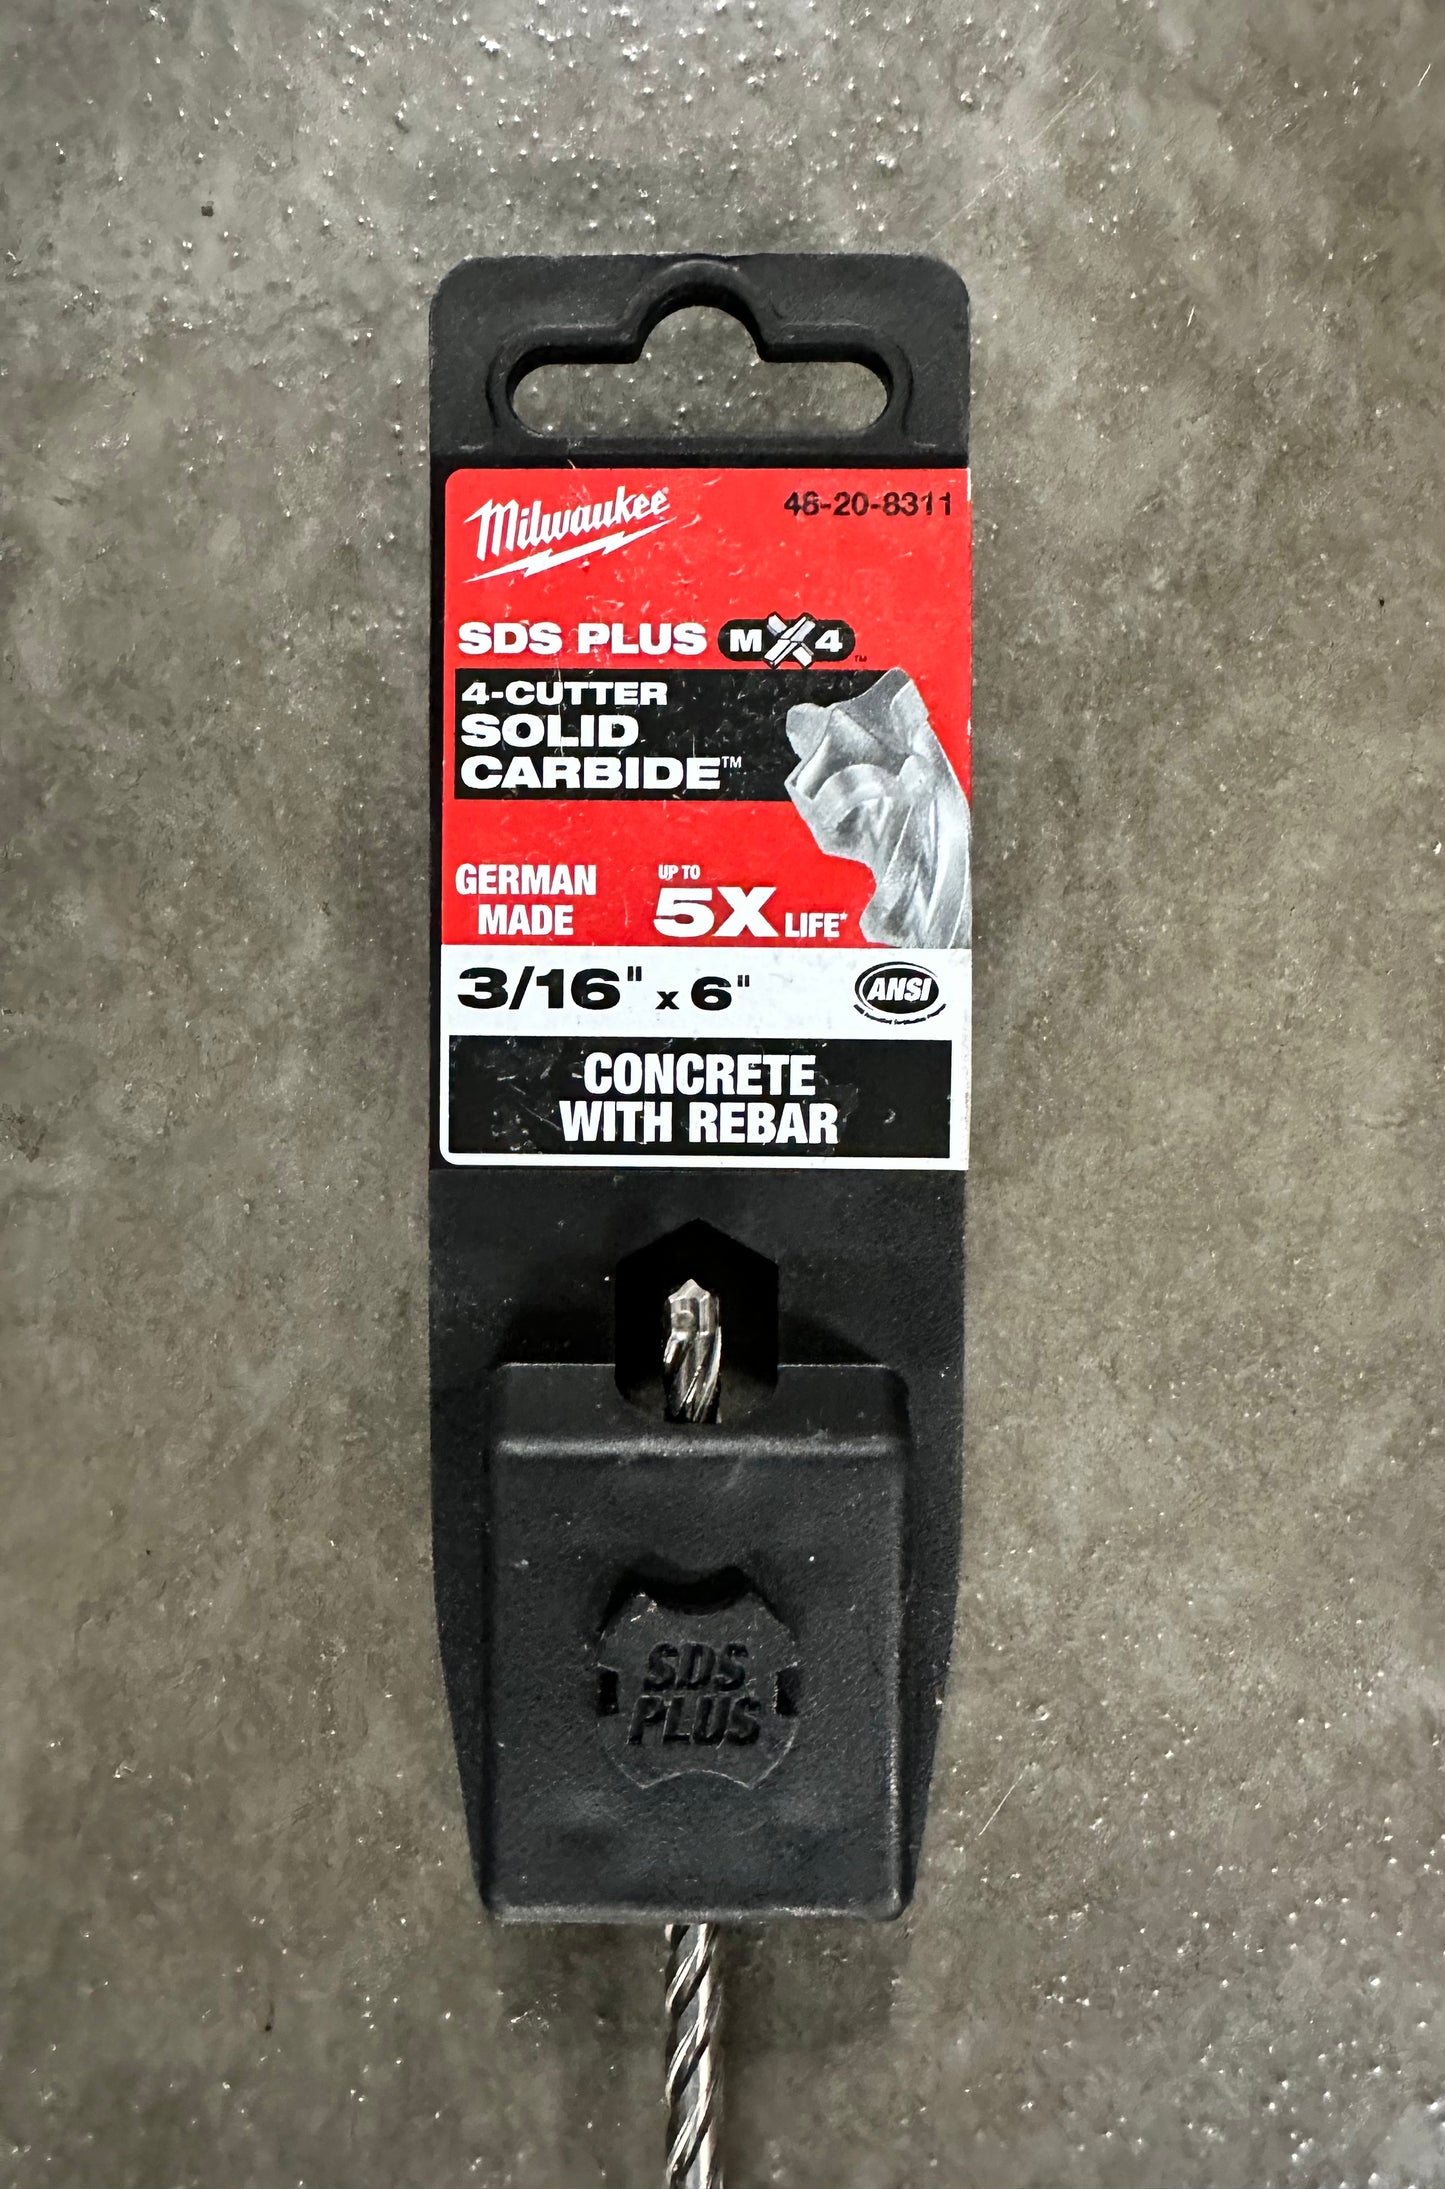 Milwaukee®
48-20-8311
SDS PLUS MX4™
4-CUTTER
SOLID
CARBIDE™
GERMAN
MADE
UP TO
5X LIFE*
3/16" x 6"
ANSI
CONCRETE
WITH REBAR
SDS
PLUS